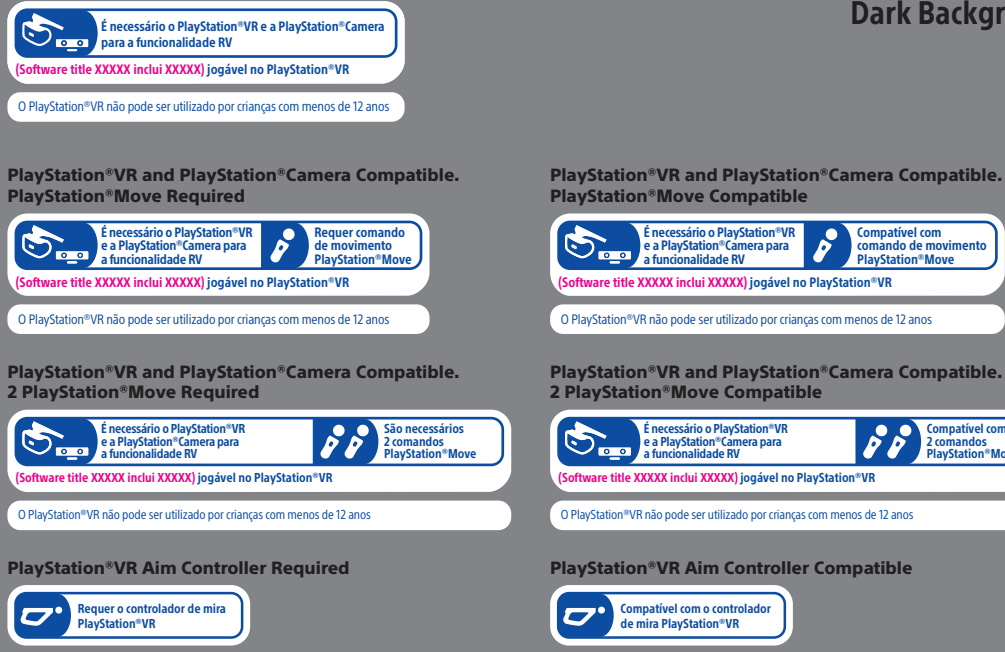 Dark
É necessário o PlayStation®VR e a PlayStation®Camera
para a funcionalidade RV
(Software title XXXXX inclui XXXXX) jogável no PlayStation®VR
O PlayStation®VR não pode ser utilizado por crianças com menos de 12 anos
PlayStation®VR and PlayStation®Camera Compatible.
PlayStation®Move Required
É necessário o PlayStation®VR
e a PlayStation®Camera para
a funcionalidade RV
Requer comando
de movimento
PlayStation®Move
(Software title XXXXX inclui XXXXX) jogável no PlayStation®VR
O PlayStation®VR não pode ser utilizado por crianças com menos de 12 anos
PlayStation®VR and PlayStation®Camera Compatible.
PlayStation®Move Compatible
É necessário o PlayStation®VR
e a PlayStation®Camera para
a funcionalidade RV
Compatível com
comando de movimento
PlayStation®Move
(Software title XXXXX inclui XXXXX) jogável no PlayStation®VR
O PlayStation®VR não pode ser utilizado por crianças com menos de 12 anos
PlayStation®VR and PlayStation®Camera Compatible.
2 PlayStation®Move Required
É necessário o PlayStation®VR
e a PlayStation®Camera para
a funcionalidade RV
São necessários
2 comandos
PlayStation®Move
(Software title XXXXX inclui XXXXX) jogável no PlayStation®VR
O PlayStation®VR não pode ser utilizado por crianças com menos de 12 anos
PlayStation®VR and PlayStation®Camera Compatible.
2 PlayStation®Move Compatible
É necessário o PlayStation®VR
e a PlayStation®Camera para
a funcionalidade RV
Compatível com
2 comandos
(Software title XXXXX inclui XXXXX) jogável no PlayStation®VR
O PlayStation®VR não pode ser utilizado por crianças com menos de 12 anos
PlayStation®VR Aim Controller Required
Requer o controlador de mira
PlayStation®VR
PlayStation®VR Aim Controller Compatible
Compatível com o controlador
de mira PlayStation®VR